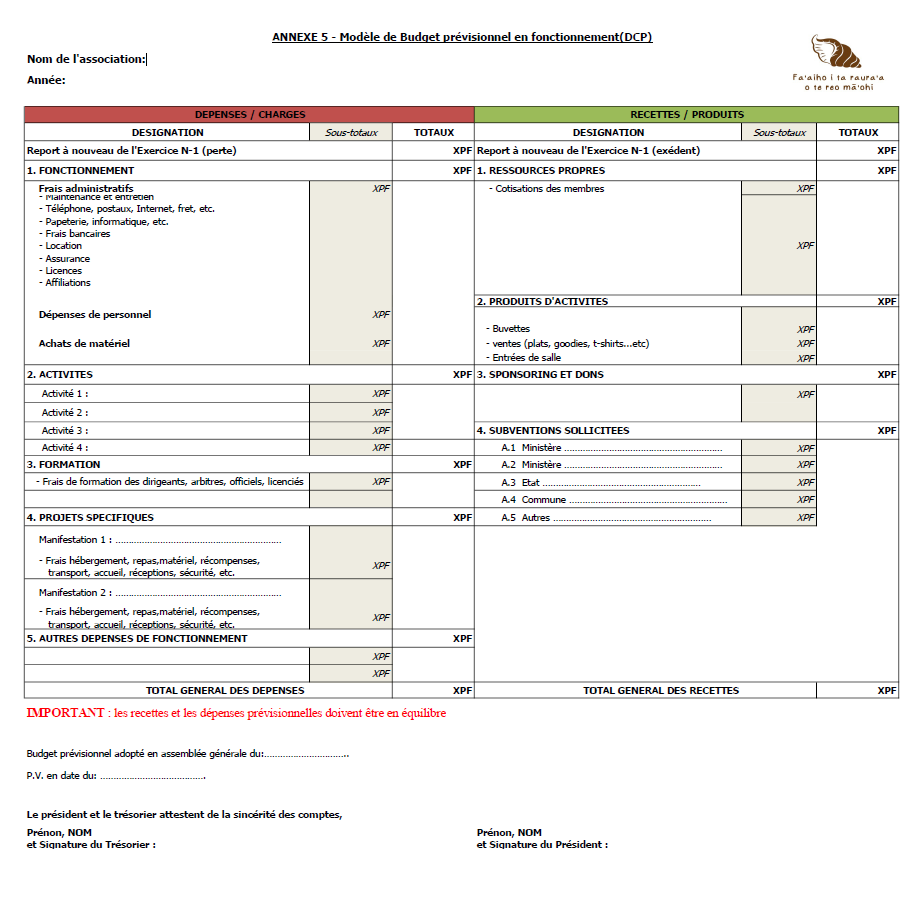 ANNEXE 5 - Modèle de Budget prévisionnel en fonctionnement(DCP)
Nom de l'association:
Année:
Fa'aiho i ta raura'a
o te reo mā'ohi
DEPENSES / CHARGES
DESIGNATION Sous-totaux TOTAUX
Report à nouveau de l'Exercice N-1 (perte) XPF
1. FONCTIONNEMENT XPF
Frais administratifs XPF
- Maintenance et entretien
- Téléphone, postaux, Internet, fret, etc.
- Papeterie, informatique, etc.
- Frais bancaires
- Location
- Assurance
- Licences
- Affiliations
Dépenses de personnel XPF
Achats de matériel XPF
2. ACTIVITES XPF
Activité 1 : XPF
Activité 2 : XPF
Activité 3 : XPF
Activité 4 : XPF
3. FORMATION XPF
- Frais de formation des dirigeants, arbitres, officiels, licenciés XPF
4. PROJETS SPECIFIQUES XPF
Manifestation 1 : ..............................................................
- Frais hébergement, repas,matériel, récompenses,
transport, accueil, réceptions, sécurité, etc. XPF
Manifestation 2 : ..............................................................
- Frais hébergement, repas,matériel, récompenses,
transport, accueil, réceptions, sécurité, etc. XPF
5. AUTRES DEPENSES DE FONCTIONNEMENT XPF
XPF
XPF
TOTAL GENERAL DES DEPENSES XPF
RECETTES / PRODUITS
DESIGNATION Sous-totaux TOTAUX
Report à nouveau de l'Exercice N-1 (exédent) XPF
1. RESSOURCES PROPRES XPF
- Cotisations des membres XPF
XPF
2. PRODUITS D'ACTIVITES XPF
- Buvettes XPF
- ventes (plats, goodies, t-shirts...etc) XPF
- Entrées de salle XPF
3. SPONSORING ET DONS XPF
XPF
4. SUBVENTIONS SOLLICITEES XPF
A.1 Ministère ........................................................... XPF
A.2 Ministère ........................................................... XPF
A.3 Etat ........................................................... XPF
A.4 Commune ........................................................... XPF
A.5 Autres ........................................................... XPF
TOTAL GENERAL DES RECETTES XPF
IMPORTANT : les recettes et les dépenses prévisionnelles doivent être en équilibre
Budget prévisionnel adopté en assemblée générale du:................................
P.V. en date du: .......................................
Le président et le trésorier attestent de la sincérité des comptes,
Prénon, NOM
et Signature du Trésorier :
Prénon, NOM
et Signature du Président :